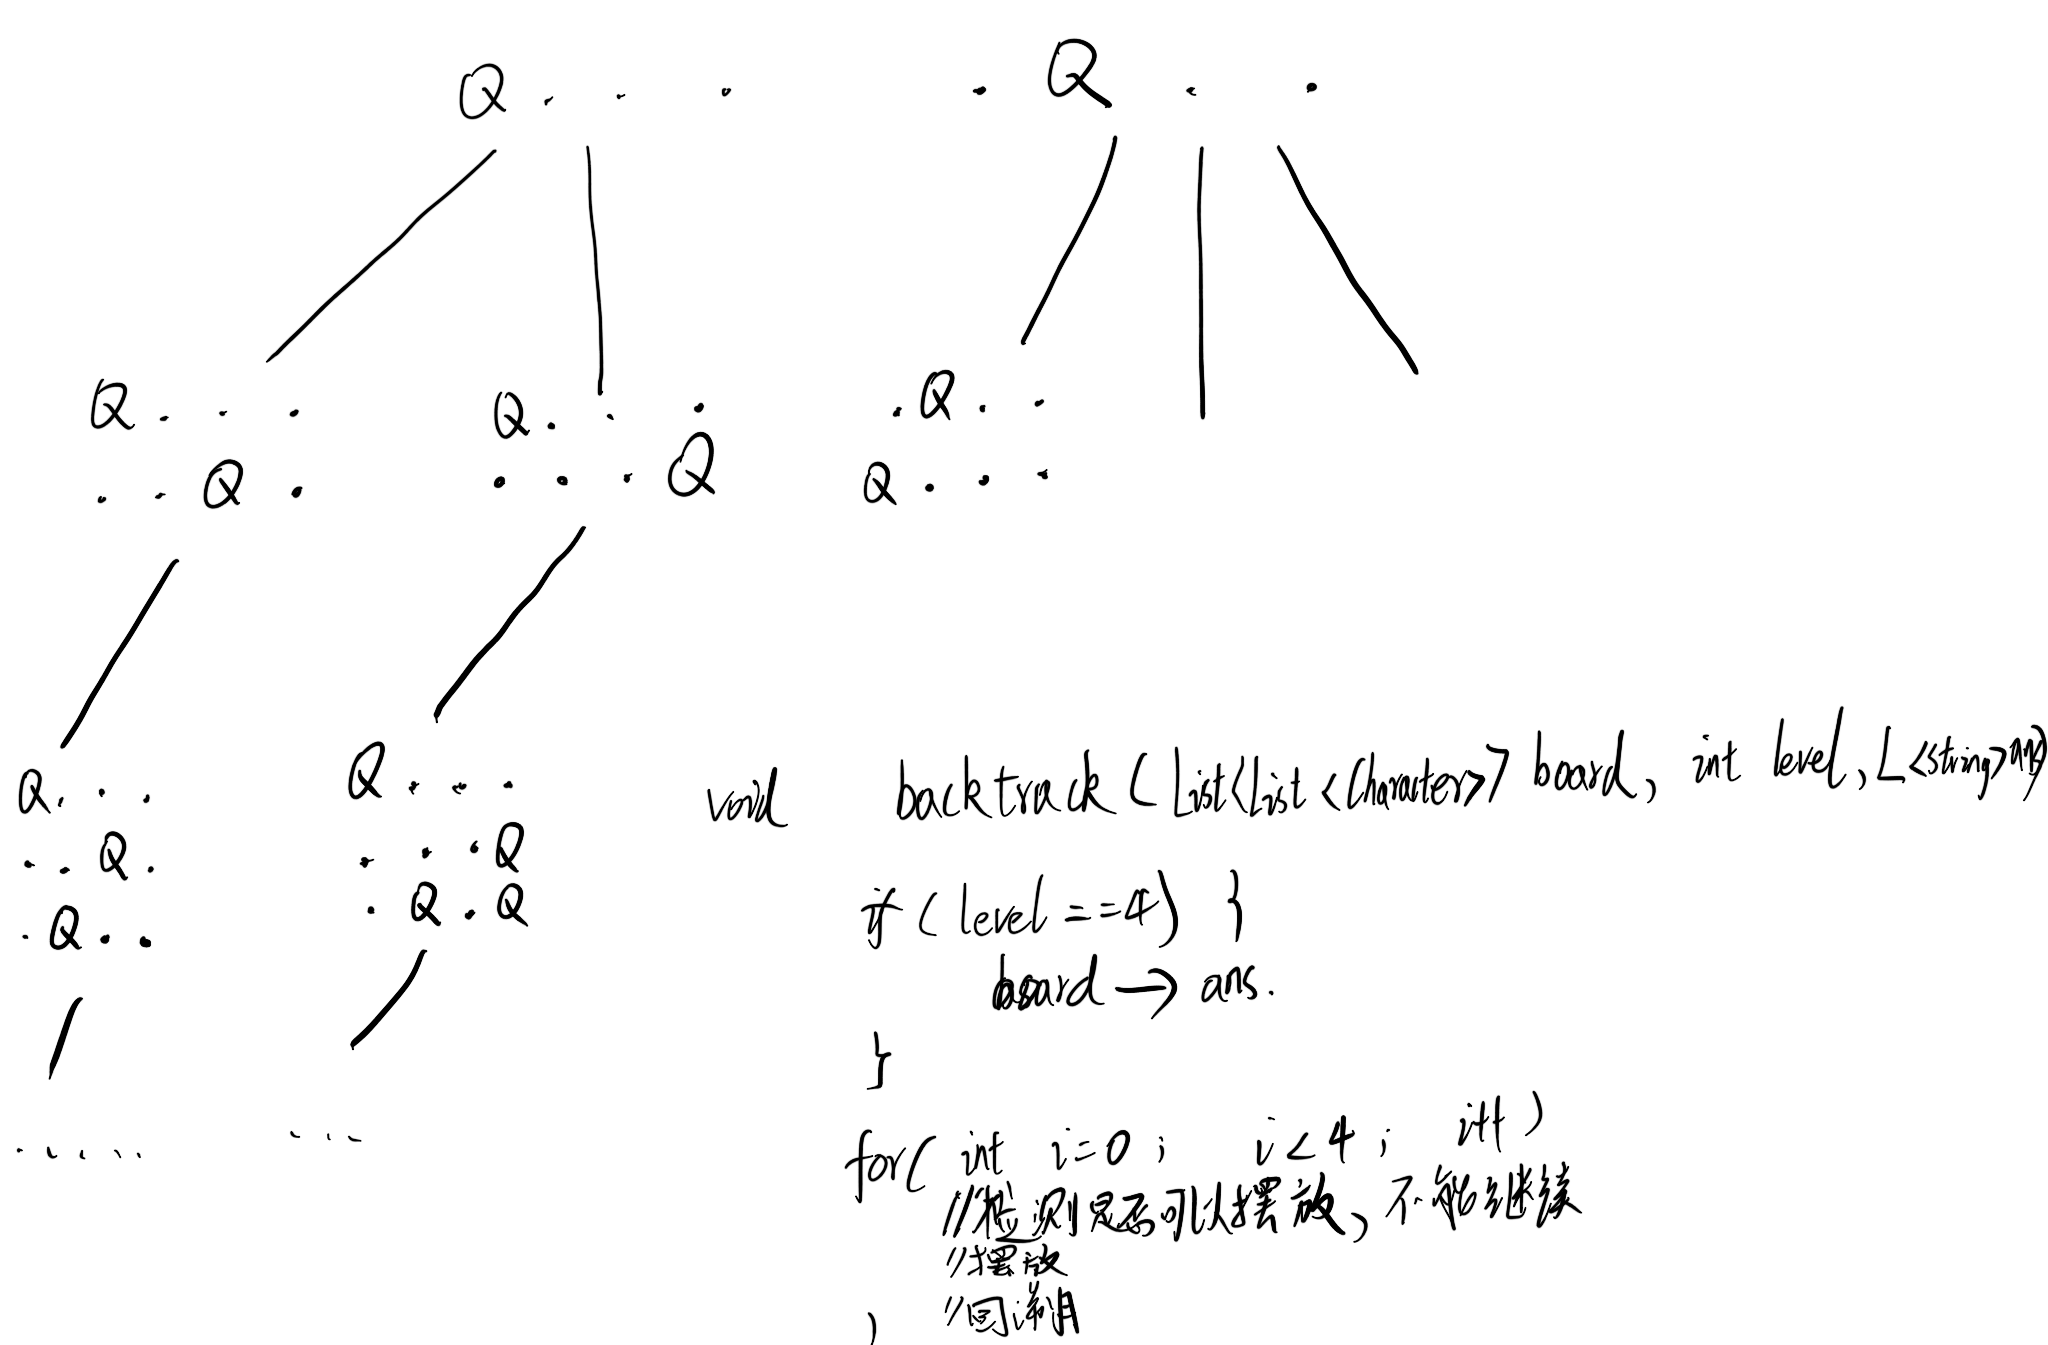 Q . . .
. Q . .
Q . . .
. . Q .
Q . . .
. . . Q
. Q . .
Q . . .
Q . . .
. . Q .
. Q . .
Q . . .
. . . Q
. Q . Q
. . . . .
. . .
void backtrack (List<List <Character>> board, int level, L<string>ans)
if ( level ==4) }
board → ans.
}
for( int i=0 ; i<4 ; i++ )
//检测是否可以摆放, 不能继续
//摆放
//回溯
)